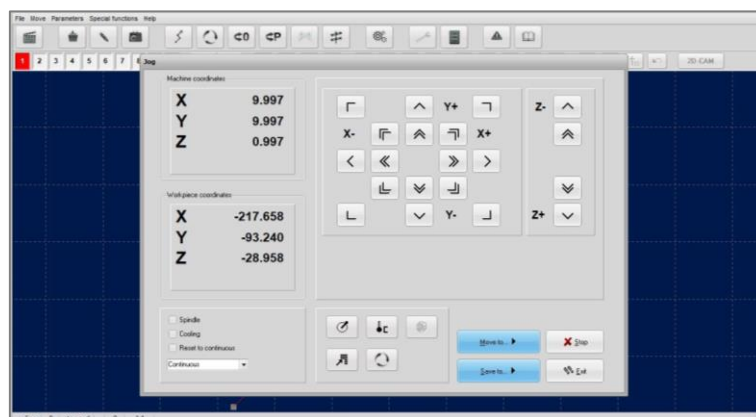 File Move Parameters Special functions Help
C0 CP
1 2 3 4 5 6 7 2D-CAM
Jog
Machine coordinates
X 9.997
Y 9.997
Z 0.997
Y+ Z-
X- X+
Y- Z+
Workpiece coordinates
X -217.658
Y -93.240
Z -28.958
Spindle
Cooling
Reset to continuous
Continuous
Move to... Stop
Save to... Exit